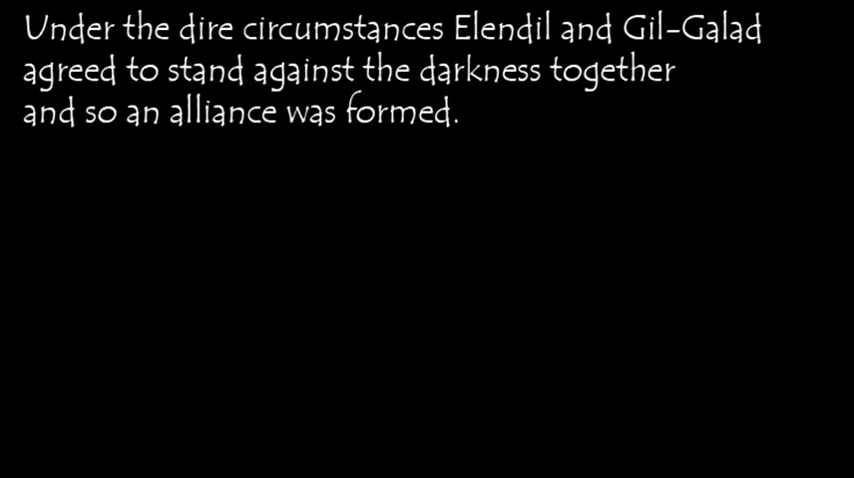 Under the dire circumstances Elendil and Gil-Galad
agreed to stand against the darkness together
and so an alliance was formed.